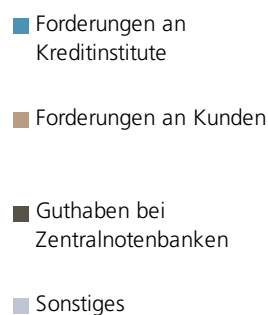 Forderungen an
Kreditinstitute
Forderungen an Kunden
Guthaben bei
Zentralnotenbanken
Sonstiges